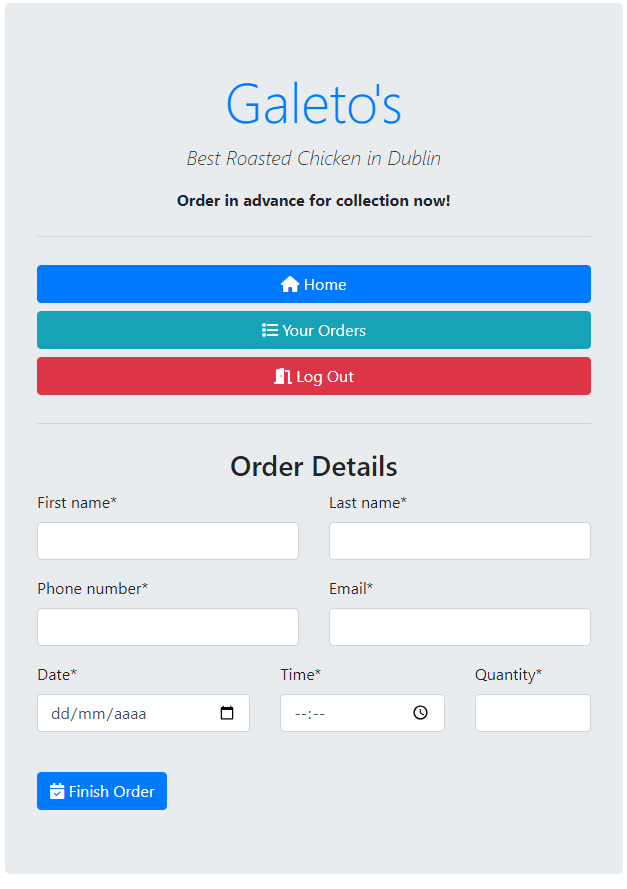 Galeto's
Best Roasted Chicken in Dublin
Order in advance for collection now!
Home
Your Orders
Log Out
Order Details
First name* Last name*
Phone number* Email*
Date* Time* Quantity*
dd/mm/aaaa --:--
Finish Order